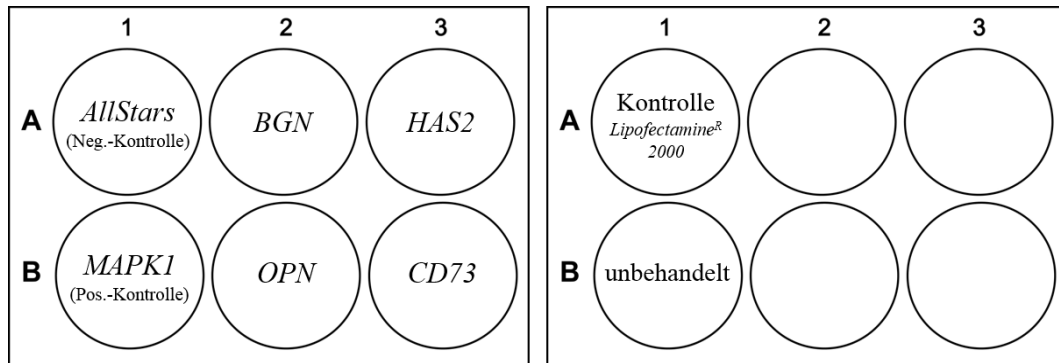 1 2 3
A AllStars (Neg.-Kontrolle) BGN HAS2
B MAPK1 (Pos.-Kontrolle) OPN CD73
1 2 3
A Kontrolle Lipofectamineᴿ 2000
B unbehandelt